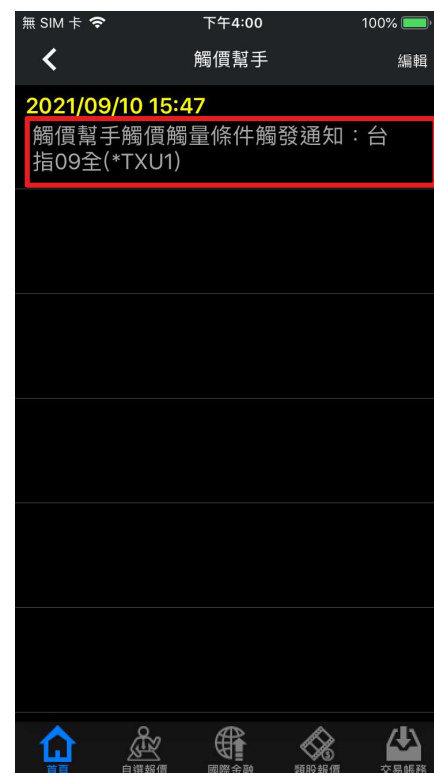 無 SIM 卡 下午4:00 100%
觸價幫手 編輯
2021/09/10 15:47
觸價幫手觸價觸量條件觸發通知：台
指09全(*TXU1)
首頁 自選報價 國際金融 類股報價 交易帳務